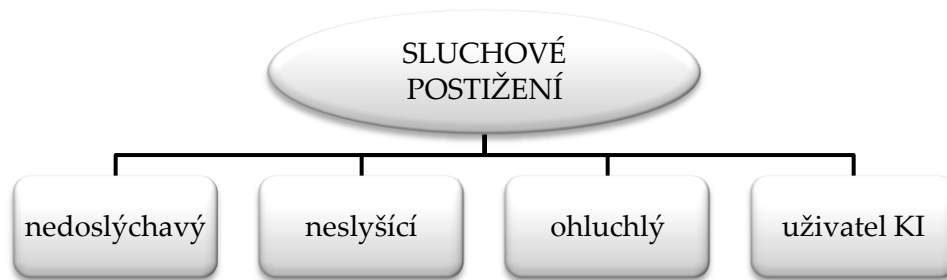 SLUCHOVÉ
POSTIŽENÍ
nedoslýchavý
neslyšící
ohluchlý
uživatel KI